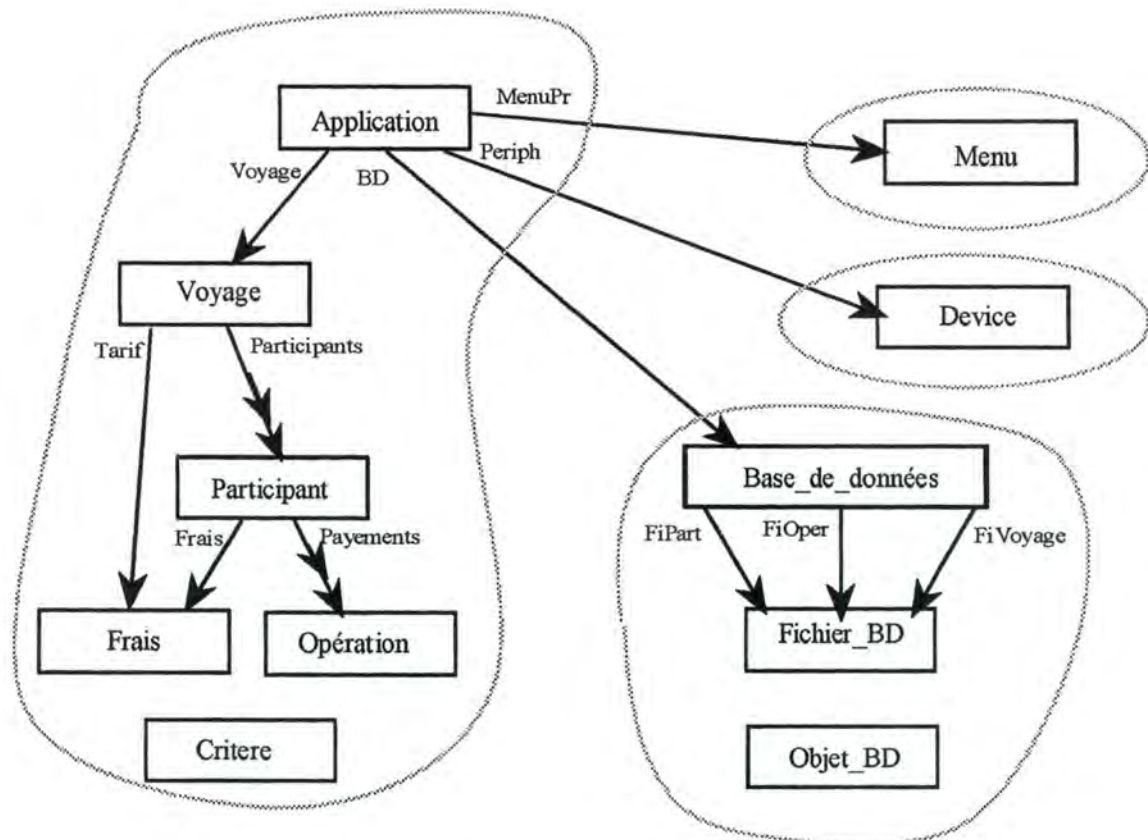 MenuPr
Application
Menu
Voyage
BD
Periph
Voyage
Device
Tarif
Participants
Participant
Base_de_données
Frais
Payements
FiPart
FiOper
FiVoyage
Frais
Opération
Fichier_BD
Critere
Objet_BD